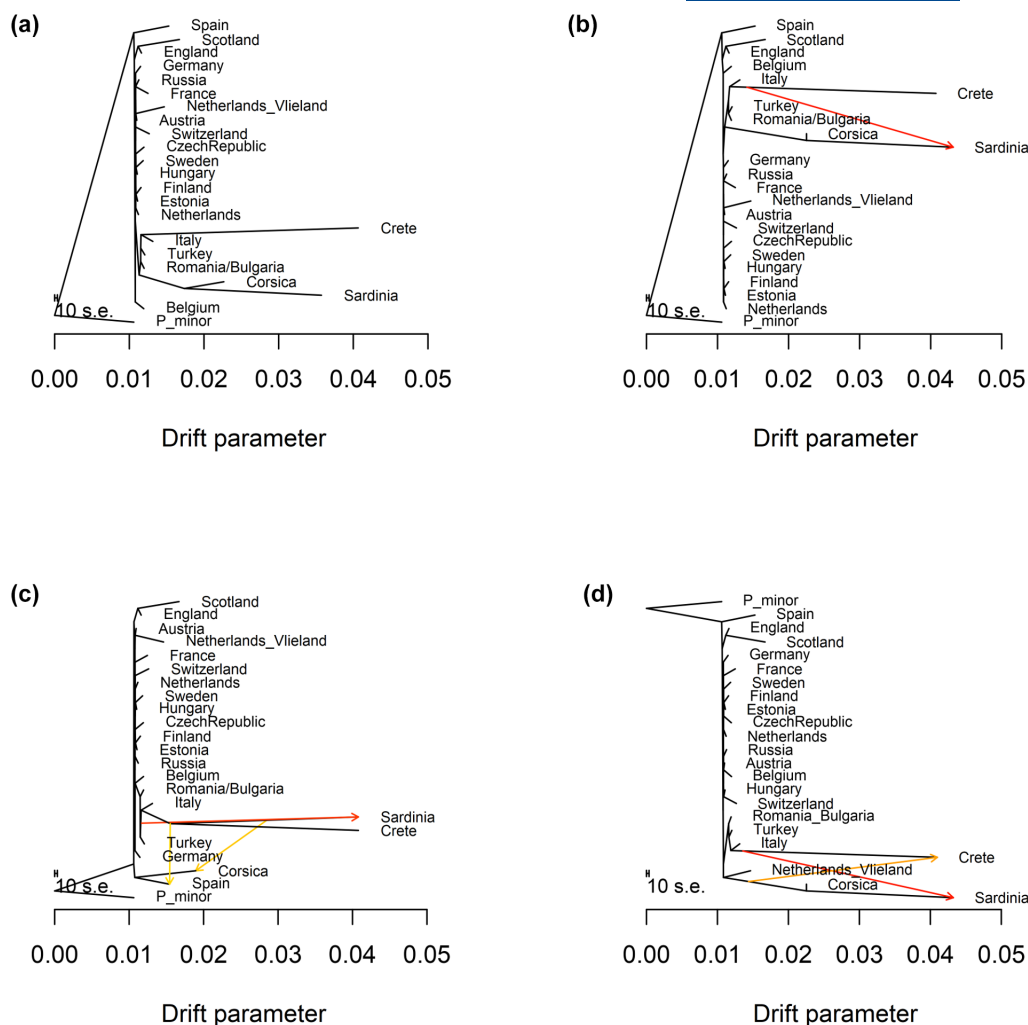 (a)
Spain
Scotland
England
Germany
Russia
France
Netherlands_Vlieland
Austria
Switzerland
CzechRepublic
Sweden
Hungary
Finland
Estonia
Netherlands
Crete
Italy
Turkey
Romania/Bulgaria
Corsica
Sardinia
Belgium
10 s.e.
P_minor
0.00 0.01 0.02 0.03 0.04 0.05
Drift parameter
(b)
Spain
Scotland
England
Belgium
Italy
Crete
Turkey
Romania/Bulgaria
Corsica
Sardinia
Germany
Russia
France
Netherlands_Vlieland
Austria
Switzerland
CzechRepublic
Sweden
Hungary
Finland
Estonia
Netherlands
10 s.e.
P_minor
0.00 0.01 0.02 0.03 0.04 0.05
Drift parameter
(c)
Scotland
England
Austria
Netherlands_Vlieland
France
Switzerland
Netherlands
Sweden
Hungary
CzechRepublic
Finland
Estonia
Russia
Belgium
Romania/Bulgaria
Italy
Sardinia
Crete
Turkey
Germany
Corsica
Spain
10 s.e.
P_minor
0.00 0.01 0.02 0.03 0.04 0.05
Drift parameter
(d)
P_minor
Spain
England
Scotland
Germany
France
Sweden
Finland
Estonia
CzechRepublic
Netherlands
Russia
Austria
Belgium
Hungary
Switzerland
Romania_Bulgaria
Turkey
Italy
Crete
Netherlands_Vlieland
Corsica
10 s.e.
Sardinia
0.00 0.01 0.02 0.03 0.04 0.05
Drift parameter